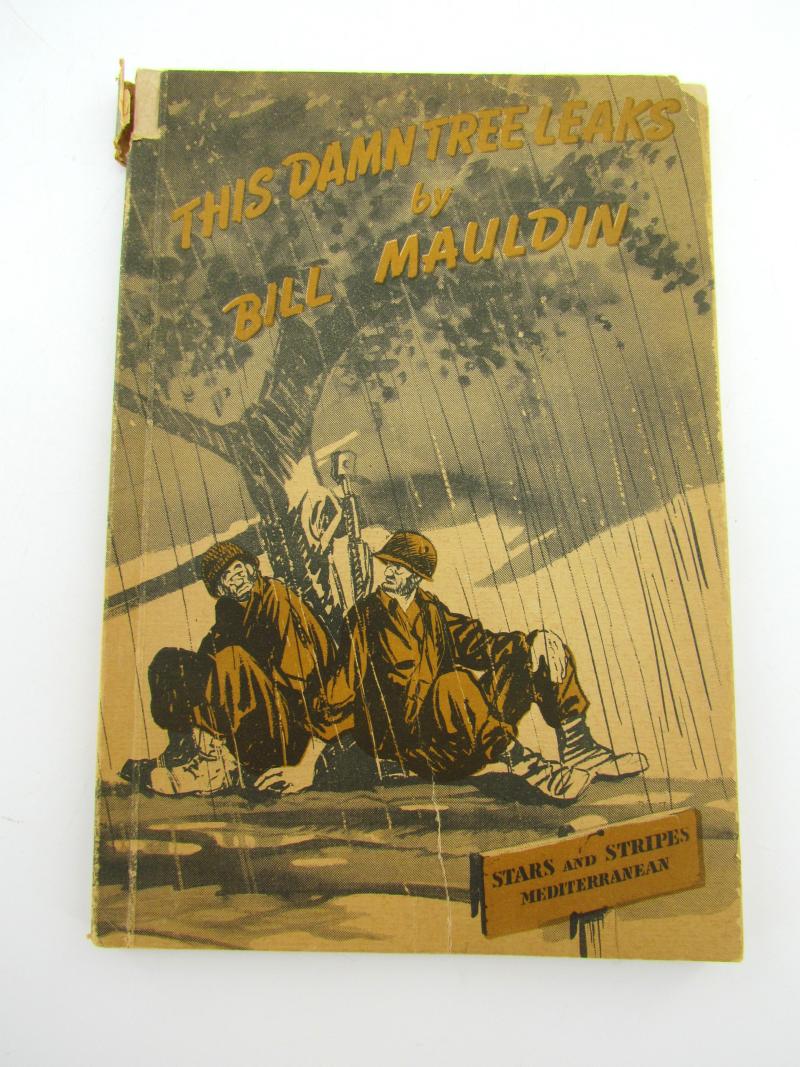 THIS DAMN TREE LEAKS
by
BILL MAULDIN
STARS AND STRIPES
MEDITERRANEAN